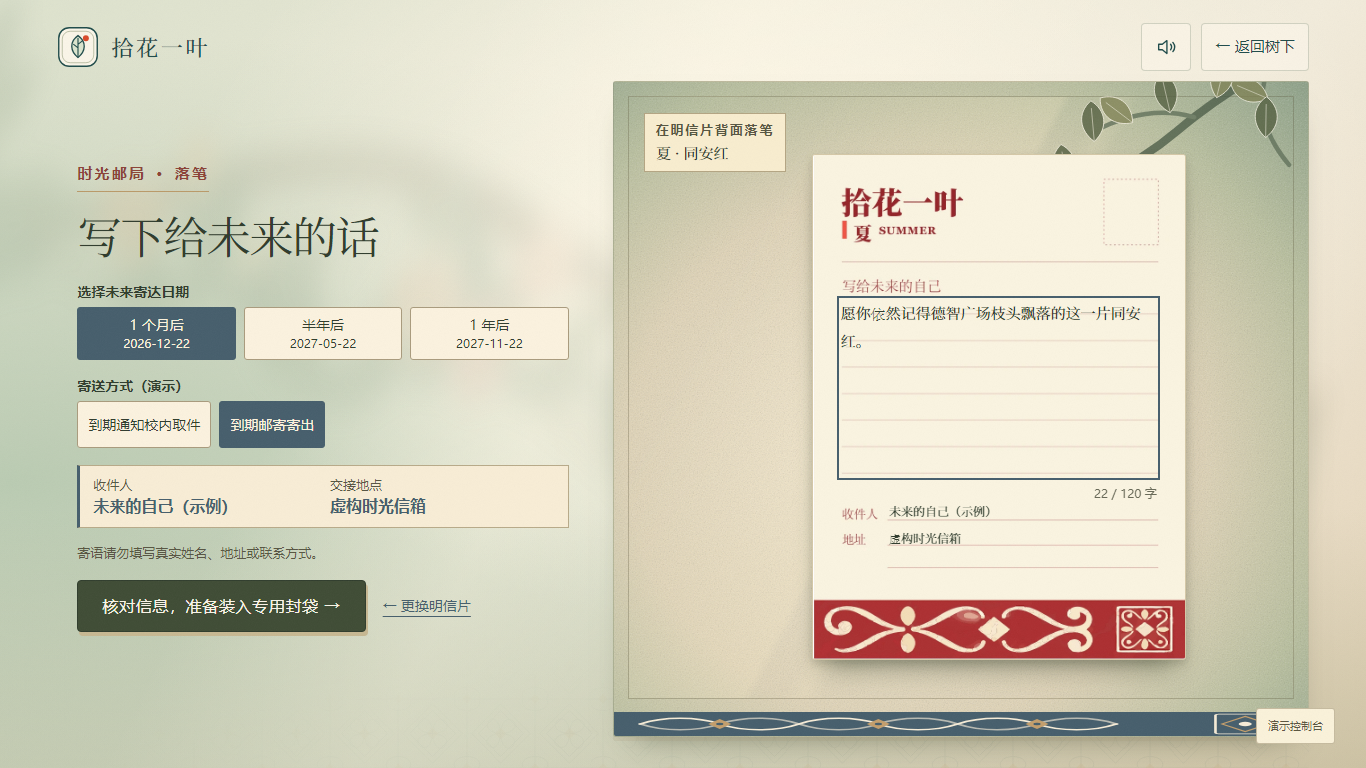 拾花一叶
← 返回树下
时光邮局 • 落笔
写下给未来的话
选择未来寄达日期
1 个月后
2026-12-22
半年后
2027-05-22
1 年后
2027-11-22
寄送方式（演示）
到期通知校内取件
到期邮寄寄出
收件人
未来的自己（示例）
交接地点
虚构时光信箱
寄语请勿填写真实姓名、地址或联系方式。
核对信息，准备装入专用封袋 →
← 更换明信片
在明信片背面落笔
夏 · 同安红
拾花一叶
夏 SUMMER
写给未来的自己
愿你依然记得德智广场枝头飘落的这一片同安
红。
22 / 120 字
收件人 未来的自己（示例）
地址 虚构时光信箱
演示控制台